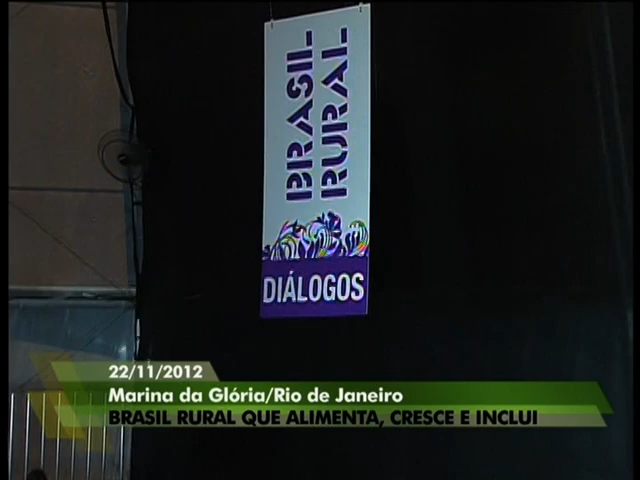 BRASIL
RURAL
DIÁLOGOS
22/11/2012
Marina da Glória/Rio de Janeiro
BRASIL RURAL QUE ALIMENTA, CRESCE E INCLUI